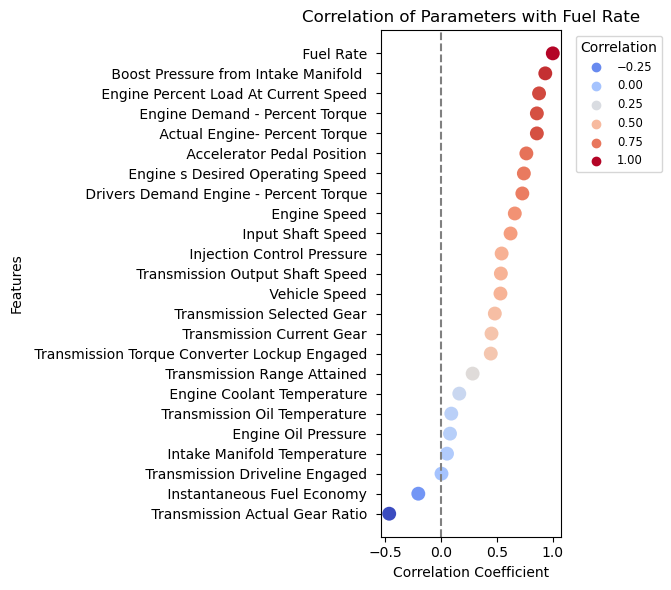 Correlation of Parameters with Fuel Rate
Fuel Rate
Boost Pressure from Intake Manifold
Engine Percent Load At Current Speed
Engine Demand - Percent Torque
Actual Engine- Percent Torque
Accelerator Pedal Position
Engine s Desired Operating Speed
Drivers Demand Engine - Percent Torque
Engine Speed
Input Shaft Speed
Injection Control Pressure
Transmission Output Shaft Speed
Vehicle Speed
Transmission Selected Gear
Transmission Current Gear
Transmission Torque Converter Lockup Engaged
Transmission Range Attained
Engine Coolant Temperature
Transmission Oil Temperature
Engine Oil Pressure
Intake Manifold Temperature
Transmission Driveline Engaged
Instantaneous Fuel Economy
Transmission Actual Gear Ratio
Features
−0.5 0.0 0.5 1.0
Correlation Coefficient
Correlation
−0.25
0.00
0.25
0.50
0.75
1.00